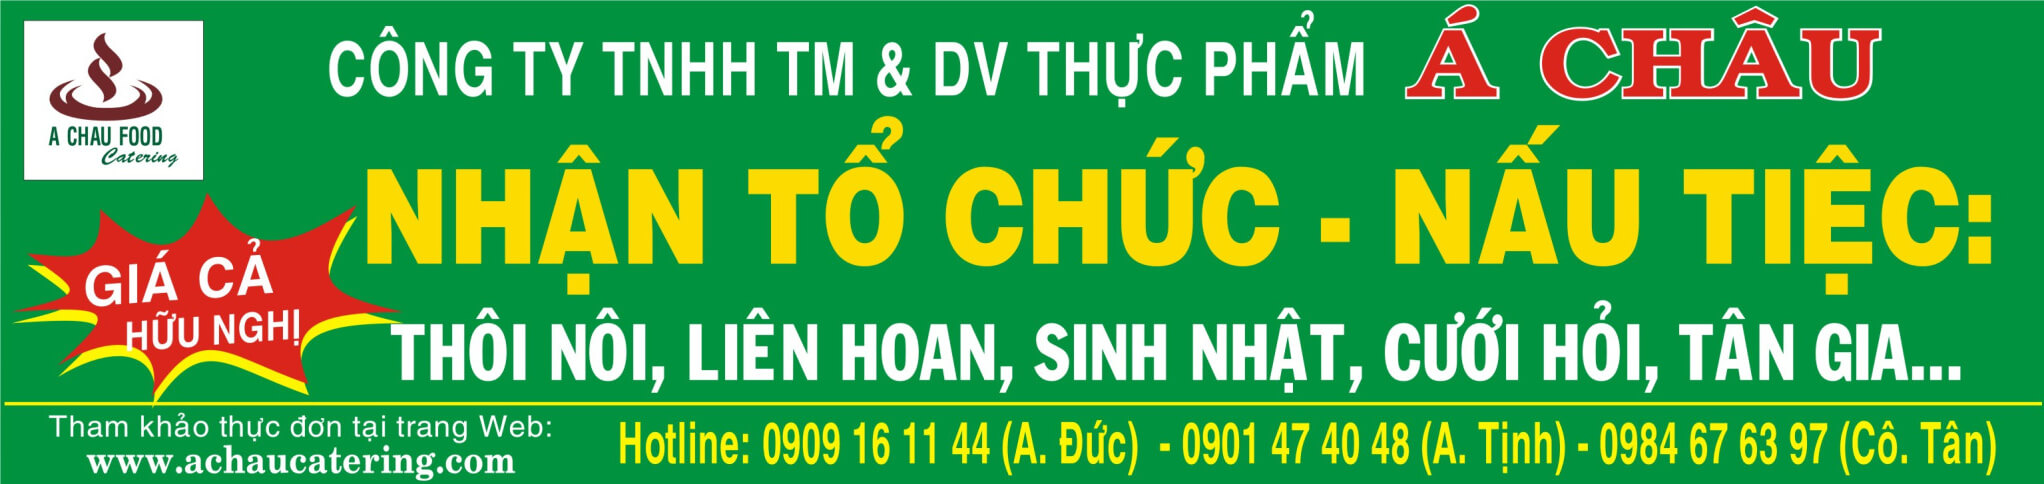 A CHAU FOOD
Catering
CÔNG TY TNHH TM & DV THỰC PHẨM Á CHÂU
NHẬN TỔ CHỨC - NẤU TIỆC:
GIÁ CẢ
HỮU NGHỊ
THÔI NÔI, LIÊN HOAN, SINH NHẬT, CƯỚI HỎI, TÂN GIA...
Tham khảo thực đơn tại trang Web:
www.achaucatering.com
Hotline: 0909 16 11 44 (A. Đức) - 0901 47 40 48 (A. Tịnh) - 0984 67 63 97 (Cô. Tân)